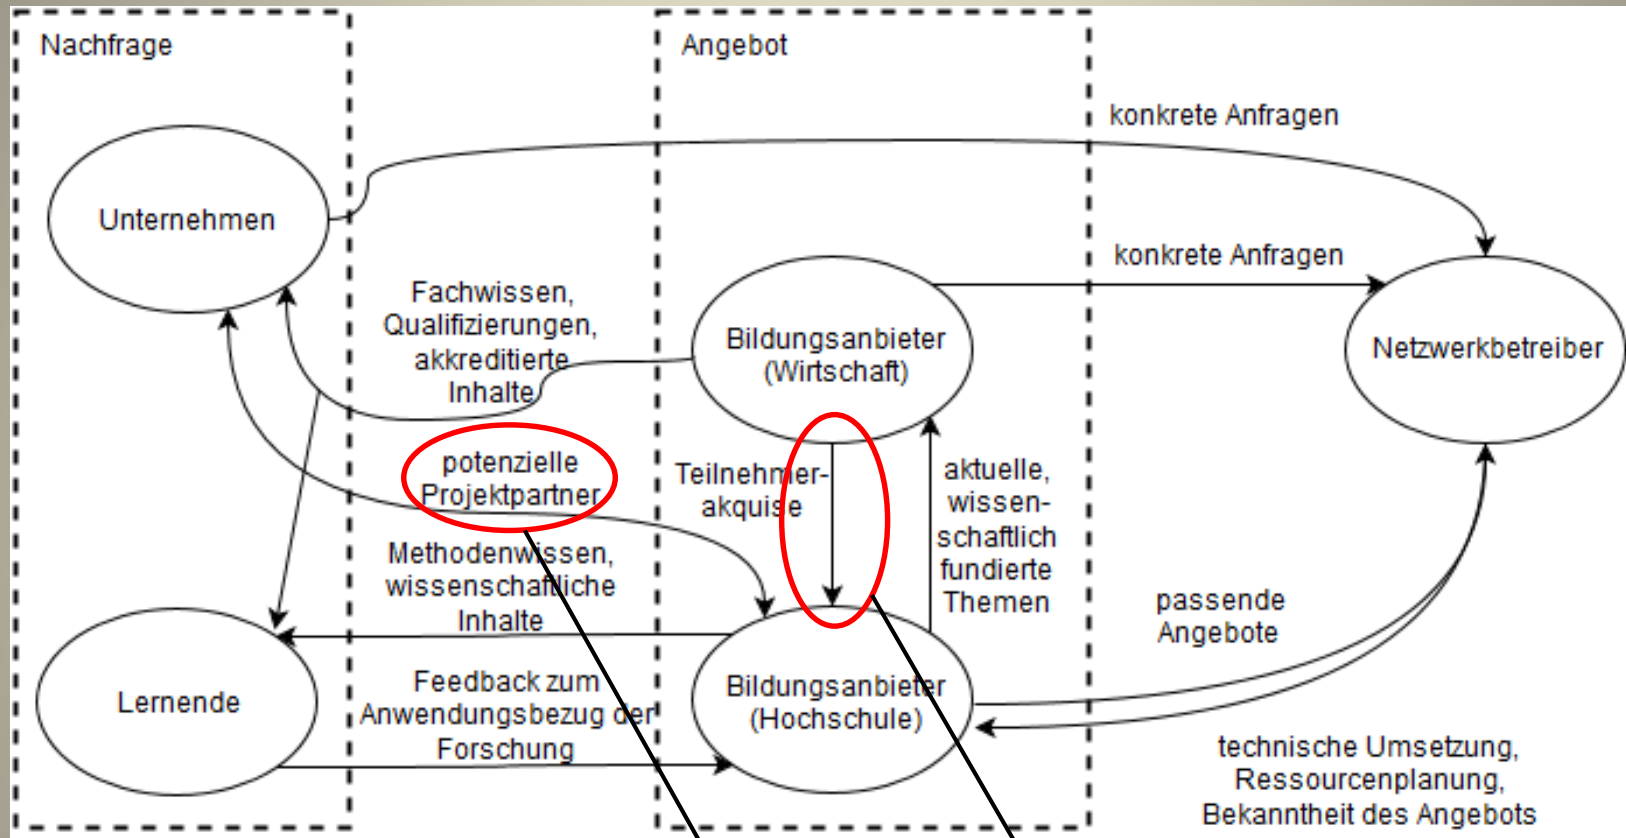 Nachfrage
Angebot
konkrete Anfragen
Unternehmen
konkrete Anfragen
Fachwissen,
Qualifizierungen,
akkreditierte
Inhalte
Bildungsanbieter
(Wirtschaft)
Netzwerkbetreiber
potenzielle
Projektpartner
Teilnehmer-
akquise
aktuelle,
wissen-
schaftlich
fundierte
Themen
Methodenwissen,
wissenschaftliche
Inhalte
passende
Angebote
Lernende
Feedback zum
Anwendungsbezug der
Forschung
Bildungsanbieter
(Hochschule)
technische Umsetzung,
Ressourcenplanung,
Bekanntheit des Angebots